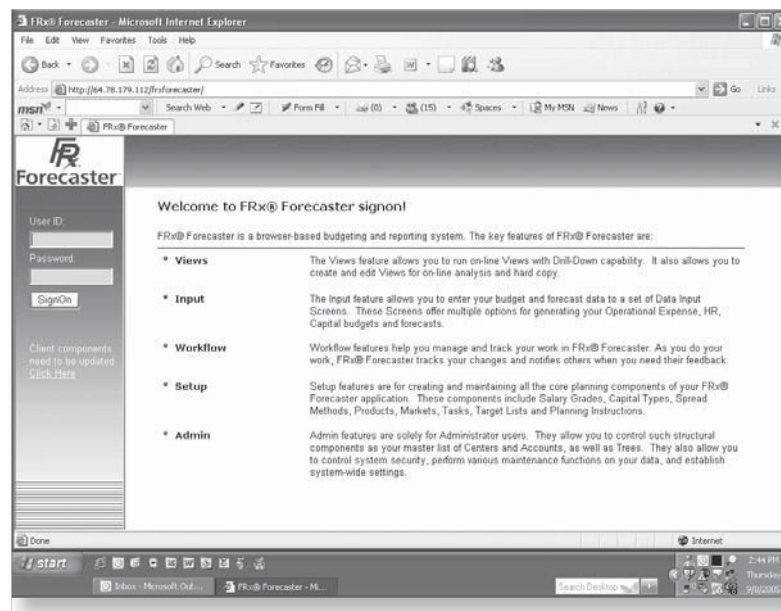 FRx® Forecaster - Microsoft Internet Explorer
File Edit View Favorites Tools Help
Back Search Favorites
Address http://64.78.179.112/frxforecaster/ Go Links
msn Search Web Form Fill (0) (15) Spaces My MSN News
FRx® Forecaster
FRx
Forecaster
User ID:
Password:
SignOn
Client components
need to be updated
Click Here
Welcome to FRx® Forecaster signon!
FRx® Forecaster is a browser-based budgeting and reporting system. The key features of FRx® Forecaster are:
* Views
The Views feature allows you to run on-line Views with Drill-Down capability. It also allows you to
create and edit Views for on-line analysis and hard copy.
* Input
The Input feature allows you to enter your budget and forecast data to a set of Data Input
Screens. These Screens offer multiple options for generating your Operational Expense, HR,
Capital budgets and forecasts.
* Workflow
Workflow features help you manage and track your work in FRx® Forecaster. As you do your
work, FRx® Forecaster tracks your changes and notifies others when you need their feedback.
* Setup
Setup features are for creating and maintaining all the core planning components of your FRx®
Forecaster application. These components include Salary Grades, Capital Types, Spread
Methods, Products, Markets, Tasks, Target Lists and Planning Instructions.
* Admin
Admin features are solely for Administrator users. They allow you to control such structural
components as your master list of Centers and Accounts, as well as Trees. They also allow you
to control system security, perform various maintenance functions on your data, and establish
system-wide settings.
Done Internet
start
Inbox - Microsoft Out... FRx® Forecaster - Mi... Search Desktop
2:44 PM
Thursday
9/8/2005